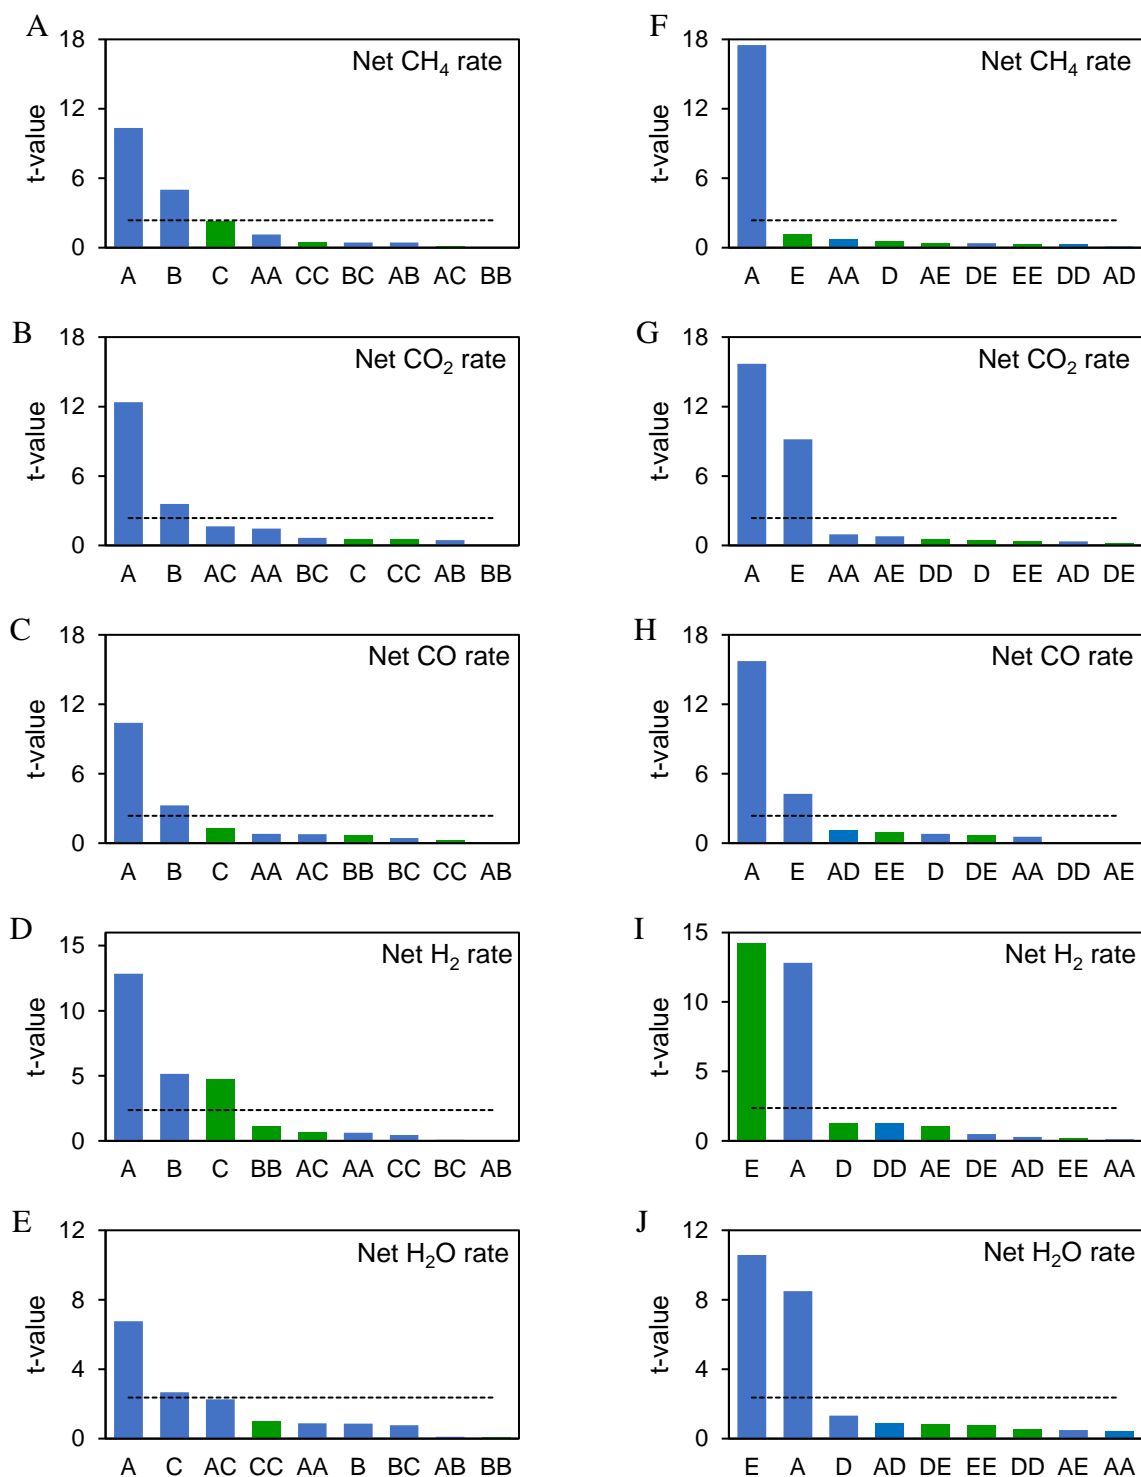 A
Net CH₄ rate
t-value
18
12
6
0
A B C AA CC BC AB AC BB
B
Net CO₂ rate
t-value
18
12
6
0
A B AC AA BC C CC AB BB
C
Net CO rate
t-value
18
12
6
0
A B C AA AC BB BC CC AB
D
Net H₂ rate
t-value
15
10
5
0
A B C BB AC AA CC BC AB
E
Net H₂O rate
t-value
12
8
4
0
A C AC CC AA B BC AB BB
F
Net CH₄ rate
t-value
18
12
6
0
A E AA D AE DE EE DD AD
G
Net CO₂ rate
t-value
18
12
6
0
A E AA AE DD D EE AD DE
H
Net CO rate
t-value
18
12
6
0
A E AD EE D DE AA DD AE
I
Net H₂ rate
t-value
15
10
5
0
E A D DD AE DE AD EE AA
J
Net H₂O rate
t-value
12
8
4
0
E A D AD DE EE DD AE AA